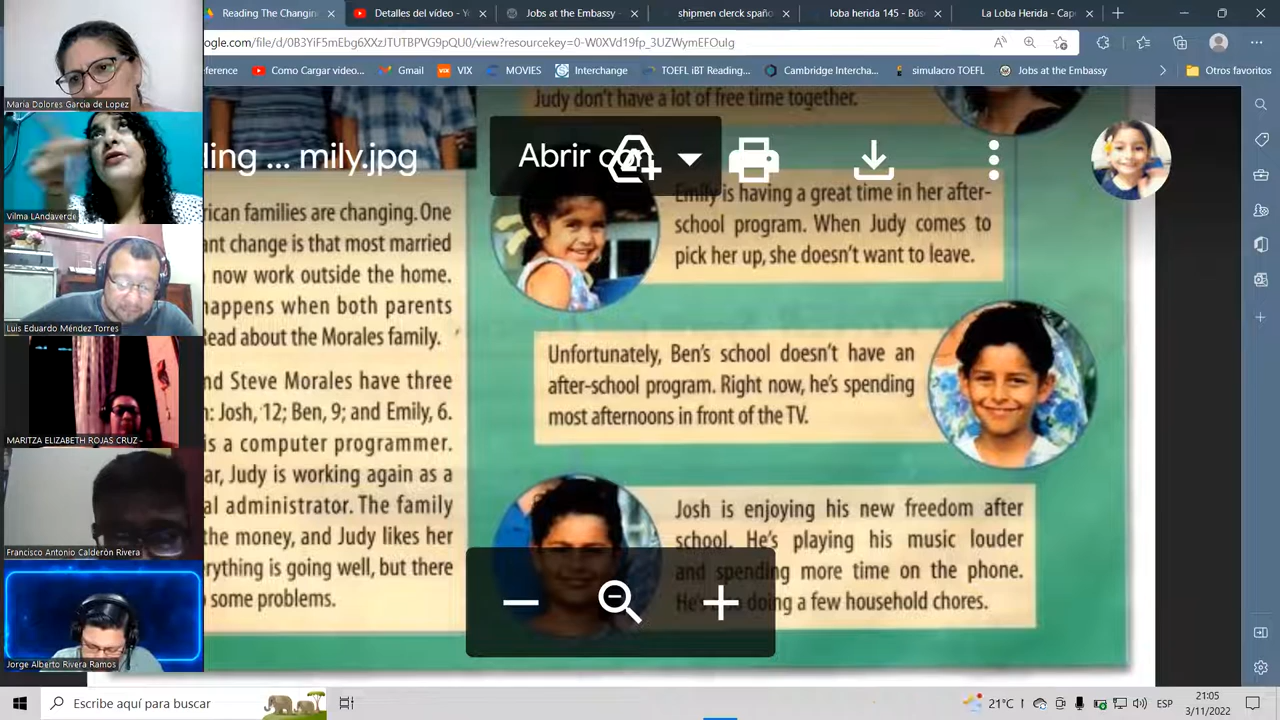 Reading The Changin
Detalles del vídeo - Yo
Jobs at the Embassy -
shipmen clerck spaño
loba herida 145 - Bús
La Loba Herida - Cap
ogle.com/file/d/0B3YiF5mEbg6XXzJTUTBPVG9PQU0/view?resourcekey=0-W0XVd19fp_3UZWymEFOuIg
ference
Como Cargar video...
Gmail
VIX
MOVIES
Interchange
TOEFL iBT Reading...
Cambridge Intercha...
simulacro TOEFL
Jobs at the Embassy
Otros favoritos
Maria Dolores Garcia de Lopez
Vilma LAndaverde
Luis Eduardo Méndez Torres
MARITZA ELIZABETH ROJAS CRUZ -
Francisco Antonio Calderón Rivera
Jorge Alberto Rivera Ramos
ding ... mily.jpg
Abrir con
rican families are changing. One
ant change is that most married
now work outside the home.
happens when both parents
Read about the Morales family.
nd Steve Morales have three
n: Josh, 12; Ben, 9; and Emily, 6.
is a computer programmer.
ar, Judy is working again as a
al administrator. The family
the money, and Judy likes her
erything is going well, but there
some problems.
Judy don't have a lot of free time together.
Emily is having a great time in her after-
school program. When Judy comes to
pick her up, she doesn't want to leave.
Unfortunately, Ben's school doesn't have an
after-school program. Right now, he's spending
most afternoons in front of the TV.
Josh is enjoying his new freedom after
school. He's playing his music louder
and spending more time on the phone.
He's also doing a few household chores.
Escribe aquí para buscar
21°C
ESP
21:05
3/11/2022